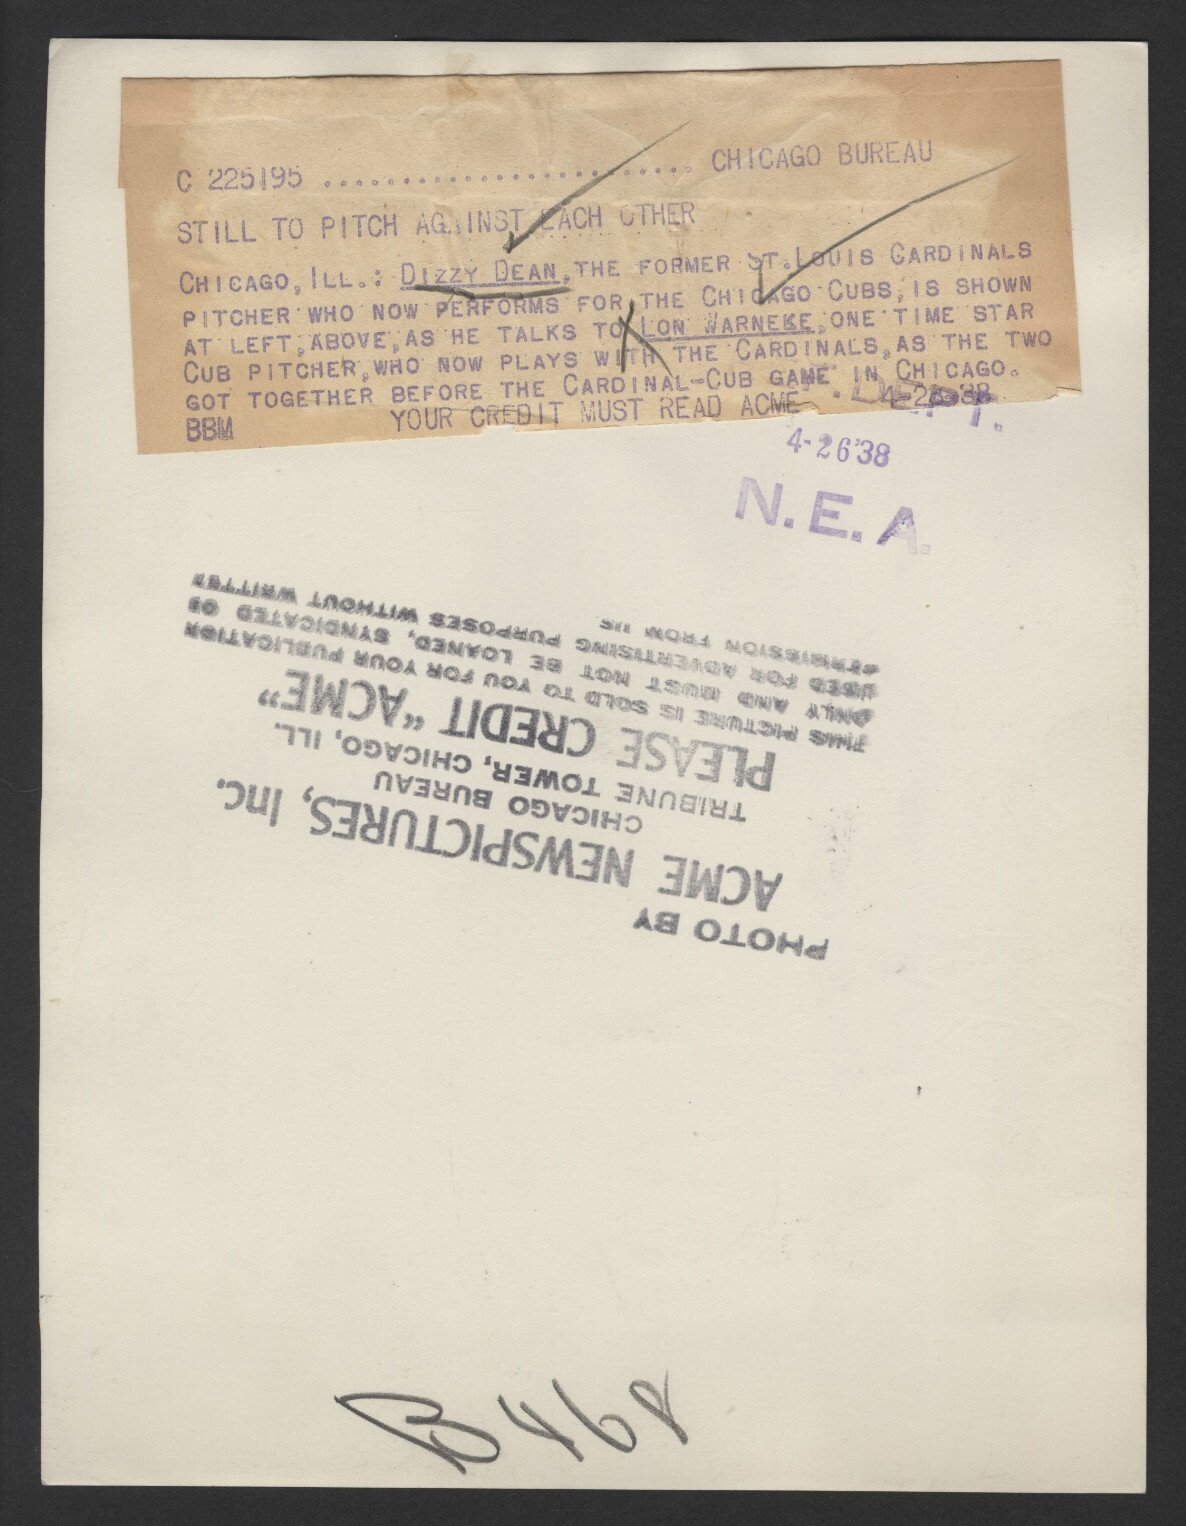 C 225195 ........................ CHICAGO BUREAU
STILL TO PITCH AGAINST EACH OTHER
CHICAGO, ILL.: DIZZY DEAN, THE FORMER ST. LOUIS CARDINALS
PITCHER WHO NOW PERFORMS FOR THE CHICAGO CUBS, IS SHOWN
AT LEFT, ABOVE, AS HE TALKS TO LON WARNEKE, ONE TIME STAR
CUB PITCHER, WHO NOW PLAYS WITH THE CARDINALS, AS THE TWO
GOT TOGETHER BEFORE THE CARDINAL-CUB GAME IN CHICAGO.
BBM YOUR CREDIT MUST READ ACME
4-26'38
N.E.A.
PHOTO BY
ACME NEWSPICTURES, Inc.
CHICAGO BUREAU
TRIBUNE TOWER, CHICAGO, ILL.
PLEASE CREDIT "ACME"
THIS PICTURE IS SOLD TO YOU FOR YOUR PUBLICATION
ONLY AND MUST NOT BE LOANED, SYNDICATED OR
USED FOR ADVERTISING PURPOSES WITHOUT WRITTEN
PERMISSION FROM US
B468